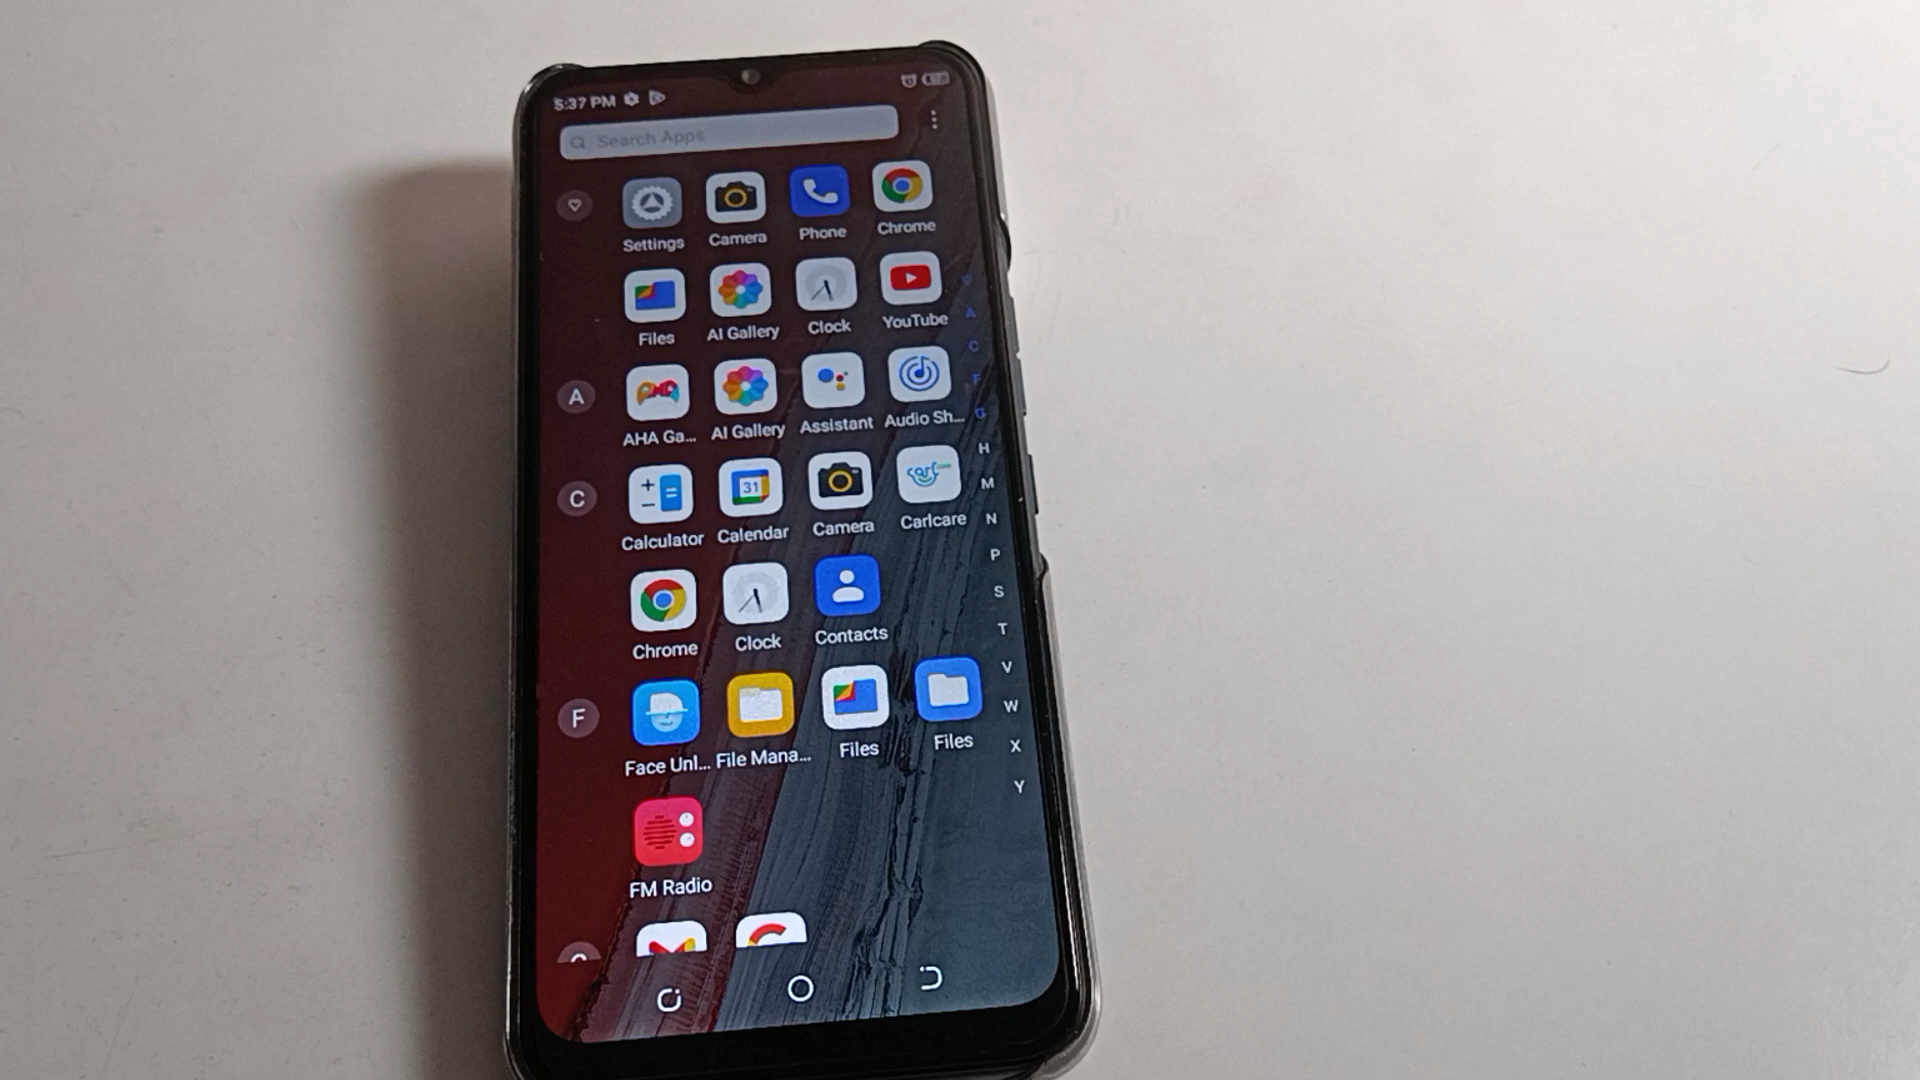 5:37 PM
Search Apps
Settings Camera Phone Chrome
Files AI Gallery Clock YouTube
A
AHA Ga... AI Gallery Assistant Audio Sh...
C
31
Calculator Calendar Camera Carlcare
Chrome Clock Contacts
F
Face Unl... File Mana... Files Files
FM Radio
A
C
F
G
H
M
N
P
S
T
V
W
X
Y